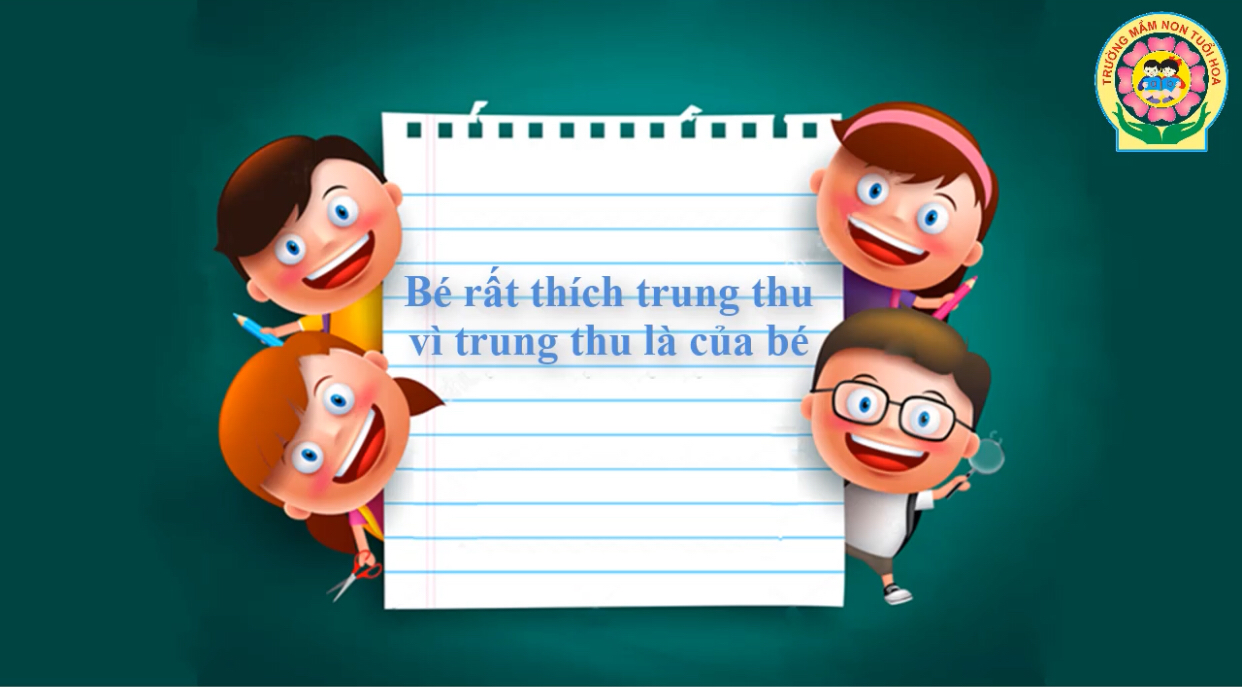 TRƯỜNG MẦM NON TUỔI HOA
Bé rất thích trung thu
vì trung thu là của bé